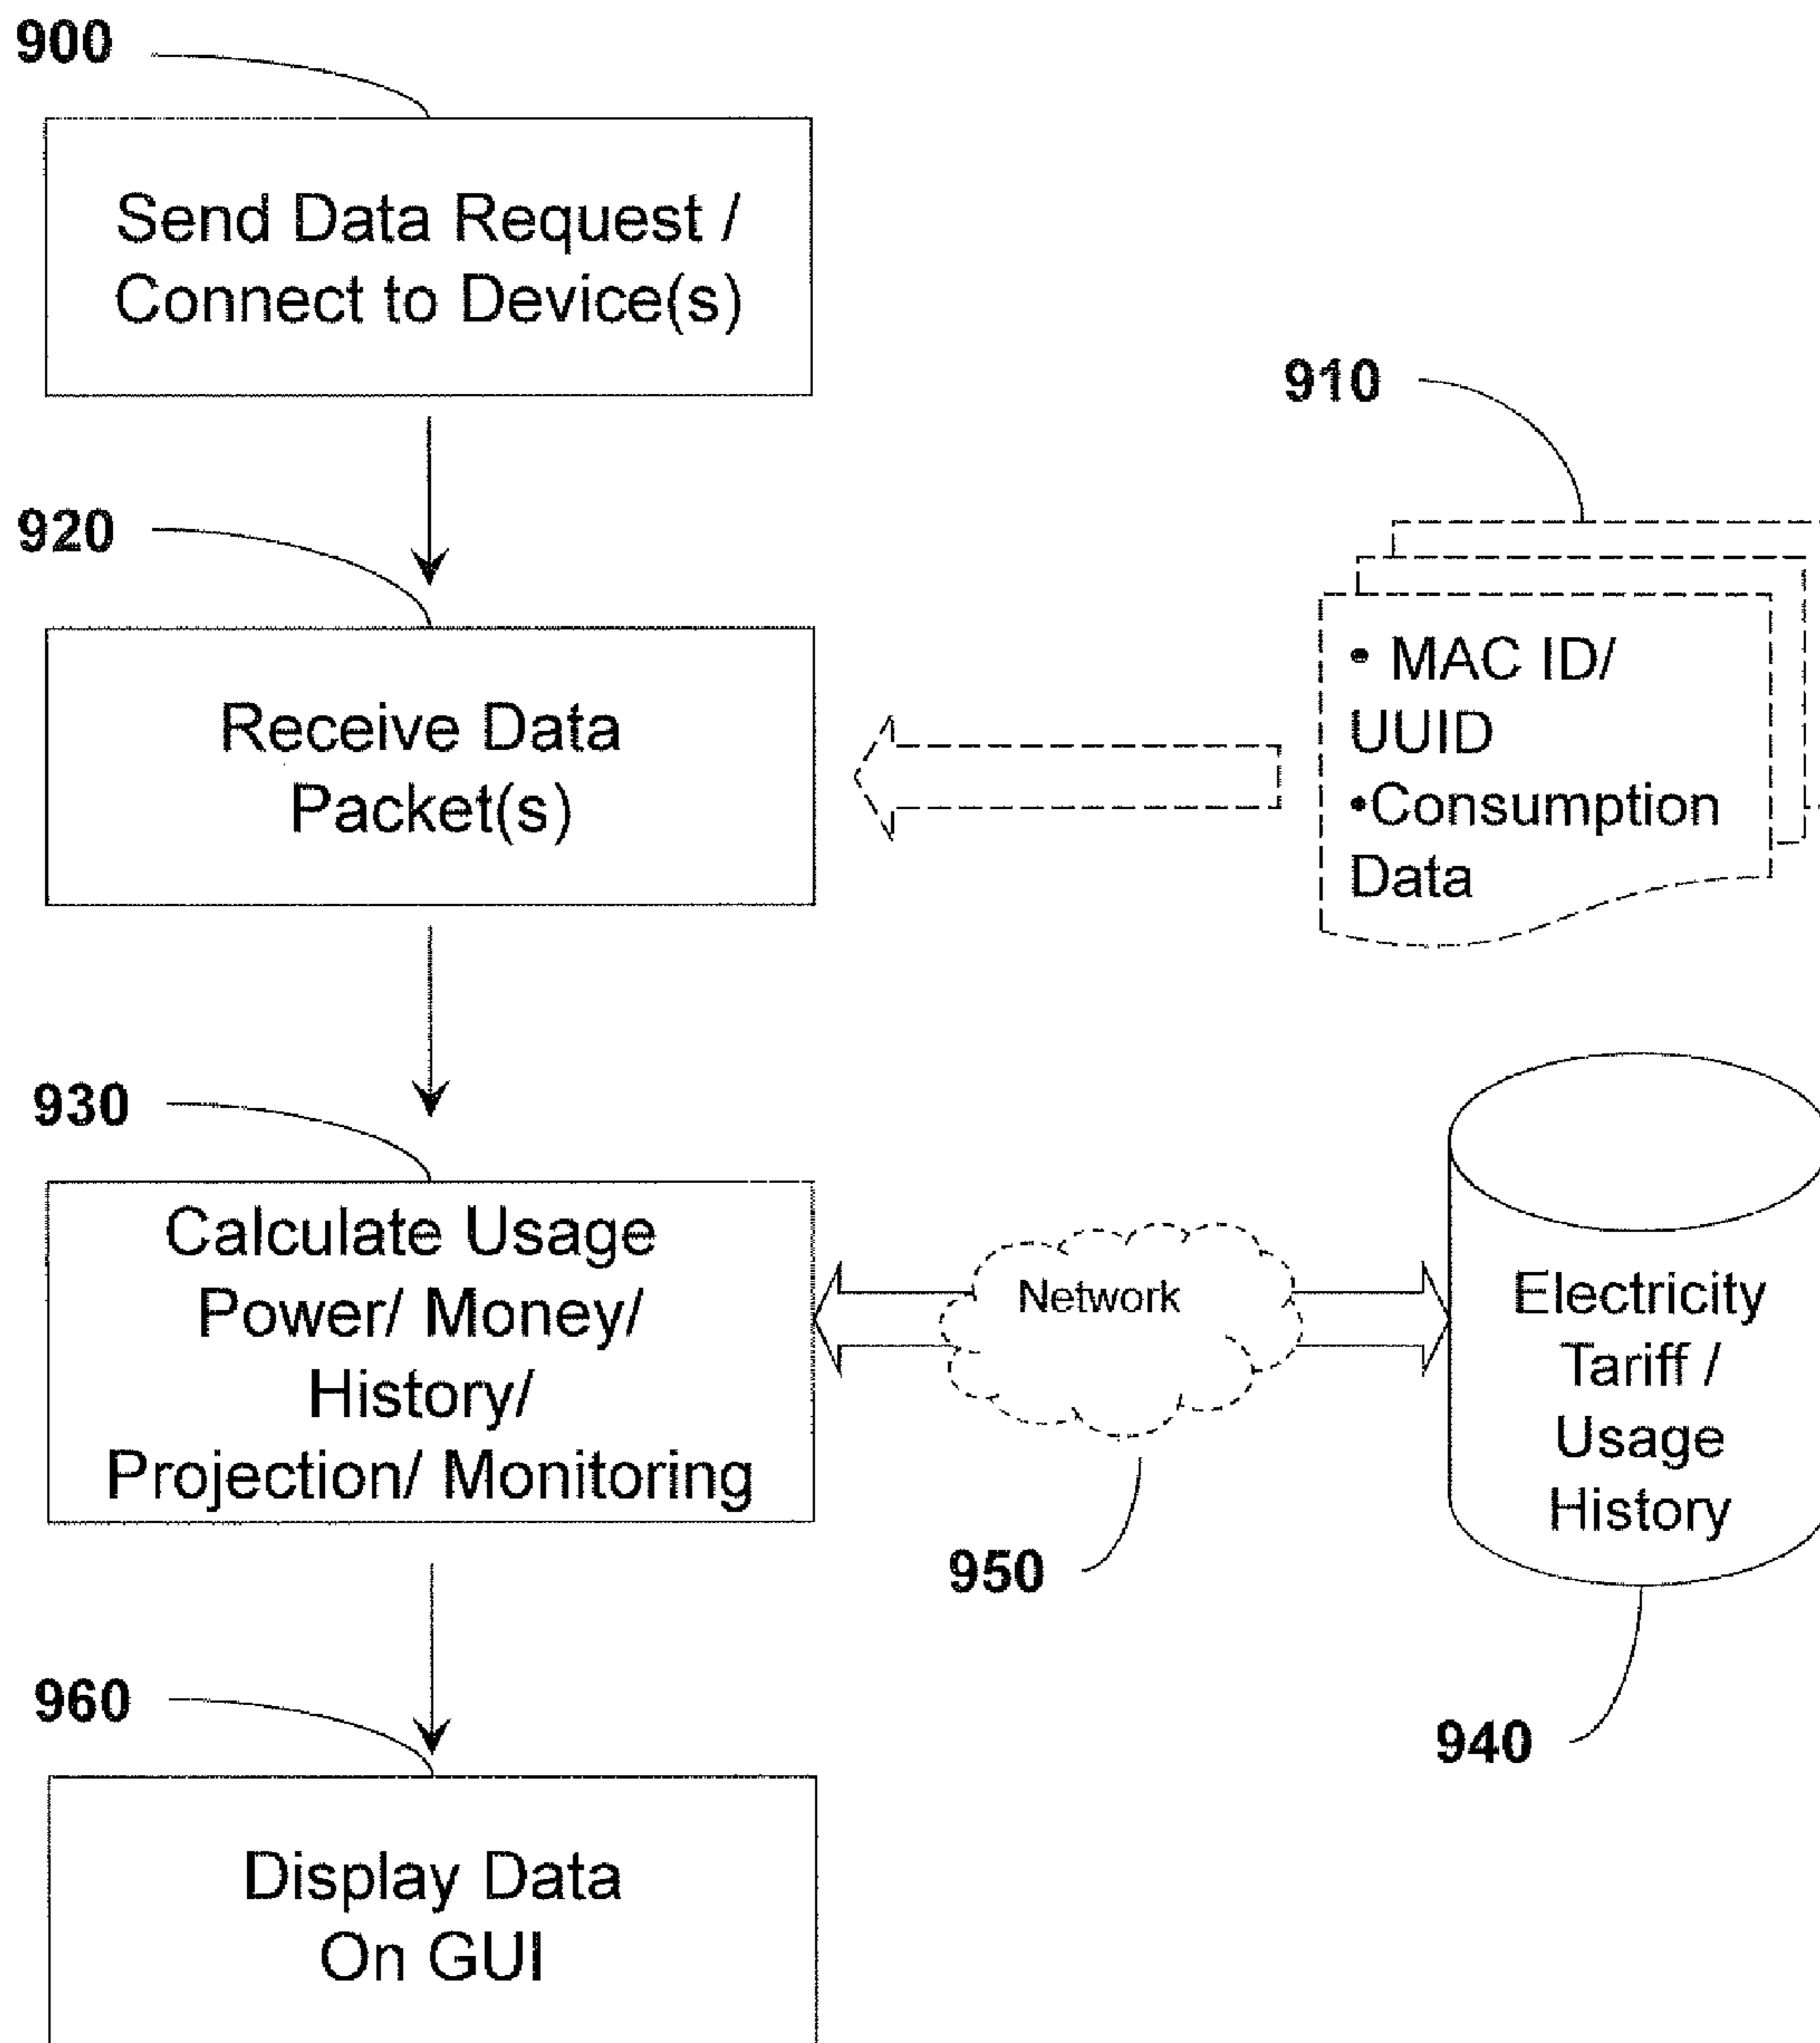 900
Send Data Request /
Connect to Device(s)
910
920
Receive Data
Packet(s)
• MAC ID/
UUID
•Consumption
Data
930
Calculate Usage
Power/ Money/
History/
Projection/ Monitoring
Network
Electricity
Tariff /
Usage
History
950
940
960
Display Data
On GUI